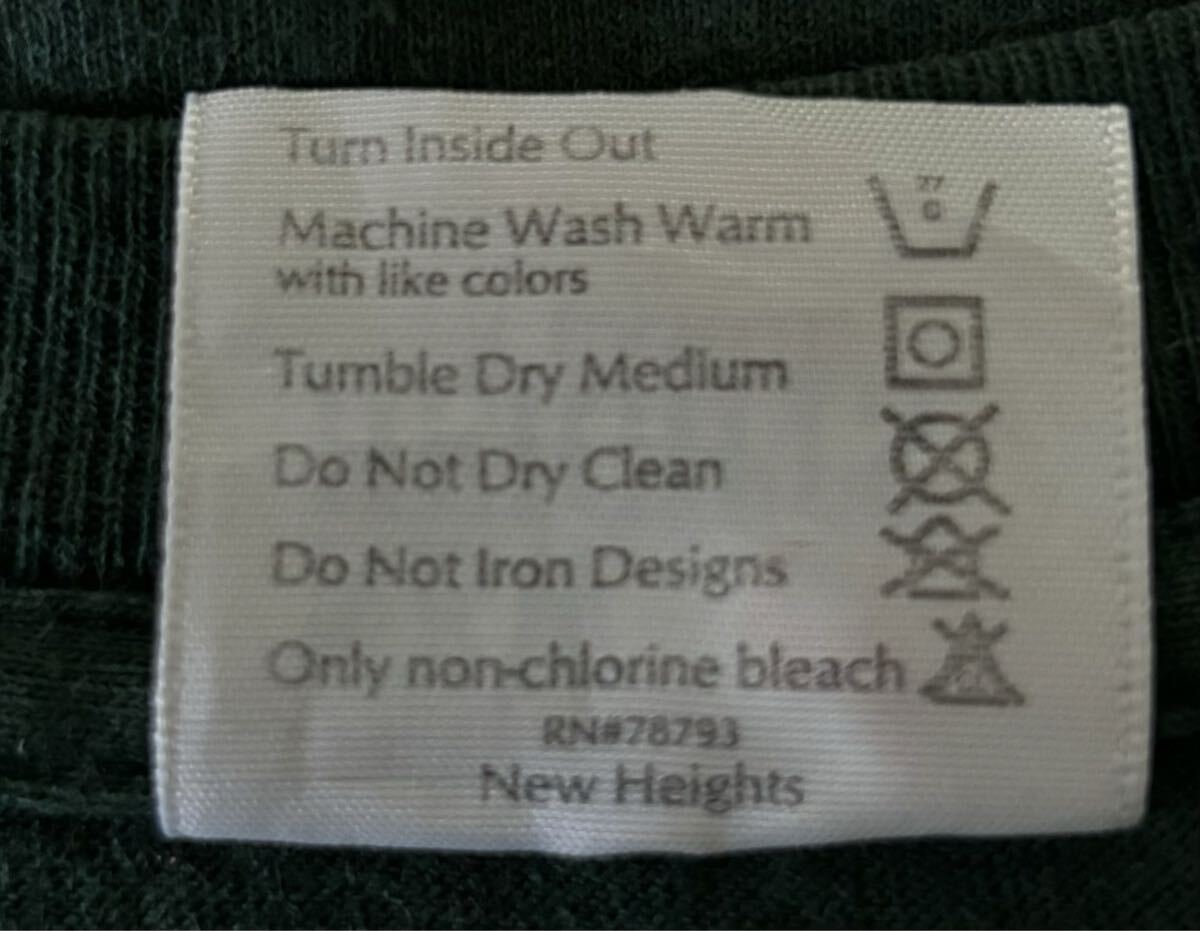 Turn Inside Out
Machine Wash Warm
with like colors
Tumble Dry Medium
Do Not Dry Clean
Do Not Iron Designs
Only non-chlorine bleach
RN#78793
New Heights